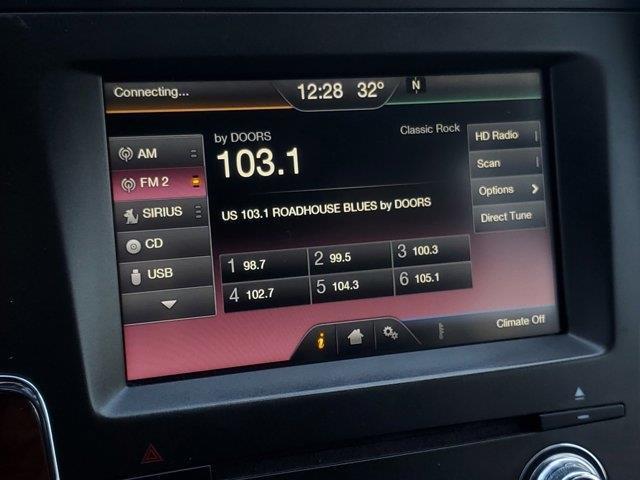 Connecting...
12:28 32°
N
AM
FM 2
SIRIUS
CD
USB
by DOORS
Classic Rock
103.1
US 103.1 ROADHOUSE BLUES by DOORS
1 98.7
2 99.5
3 100.3
4 102.7
5 104.3
6 105.1
HD Radio
Scan
Options
Direct Tune
i
Climate Off